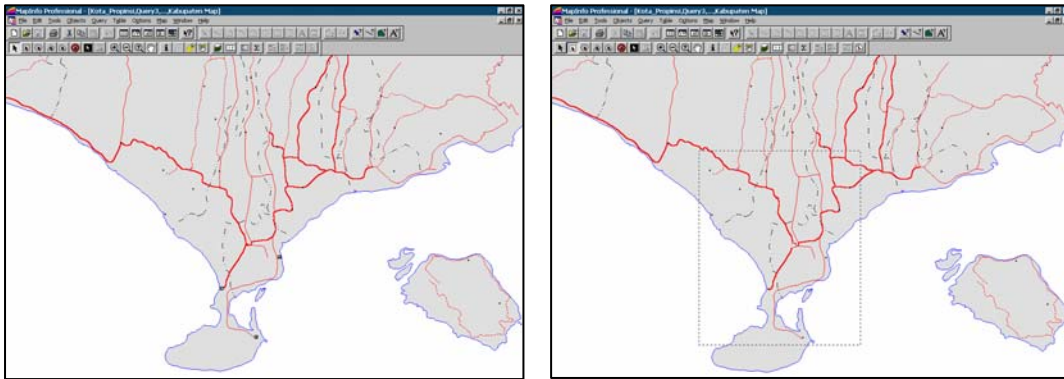 MapInfo Professional - [Kota_Propinsi,Query3,...,Kabupaten Map]
File Edit Tools Objects Query Table Options Map Window Help
MapInfo Professional - [Kota_Propinsi,Query3,...,Kabupaten Map]
File Edit Tools Objects Query Table Options Map Window Help